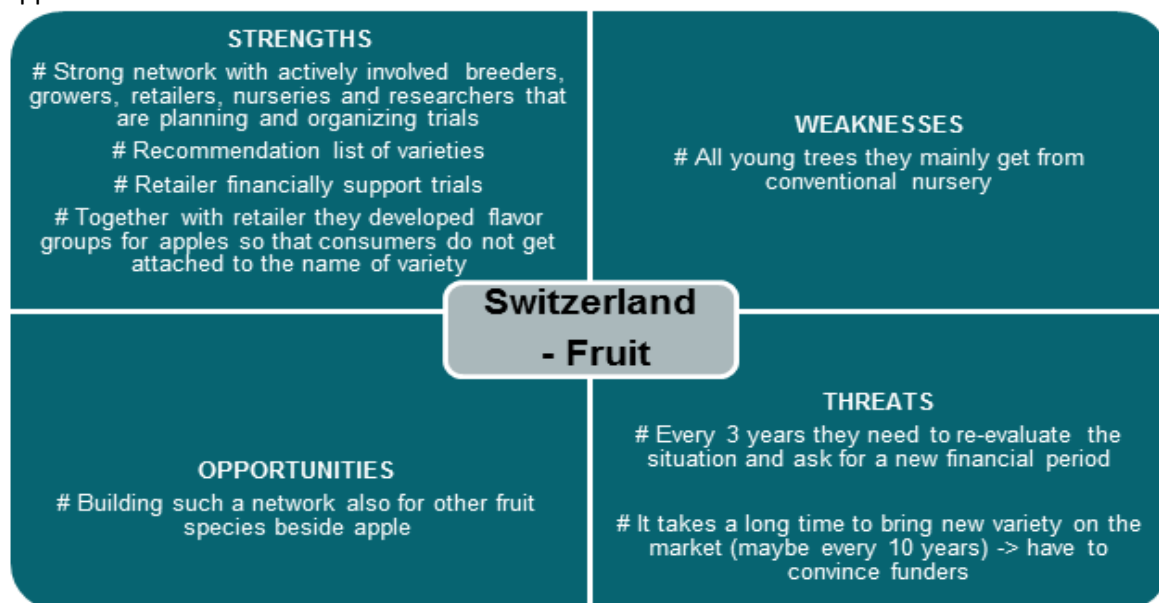 STRENGTHS
# Strong network with actively involved breeders,
growers, retailers, nurseries and researchers that
are planning and organizing trials
# Recommendation list of varieties
# Retailer financially support trials
# Together with retailer they developed flavor
groups for apples so that consumers do not get
attached to the name of variety
WEAKNESSES
# All young trees they mainly get from
conventional nursery
Switzerland
- Fruit
OPPORTUNITIES
# Building such a network also for other fruit
species beside apple
THREATS
# Every 3 years they need to re-evaluate the
situation and ask for a new financial period
# It takes a long time to bring new variety on the
market (maybe every 10 years) -> have to
convince funders